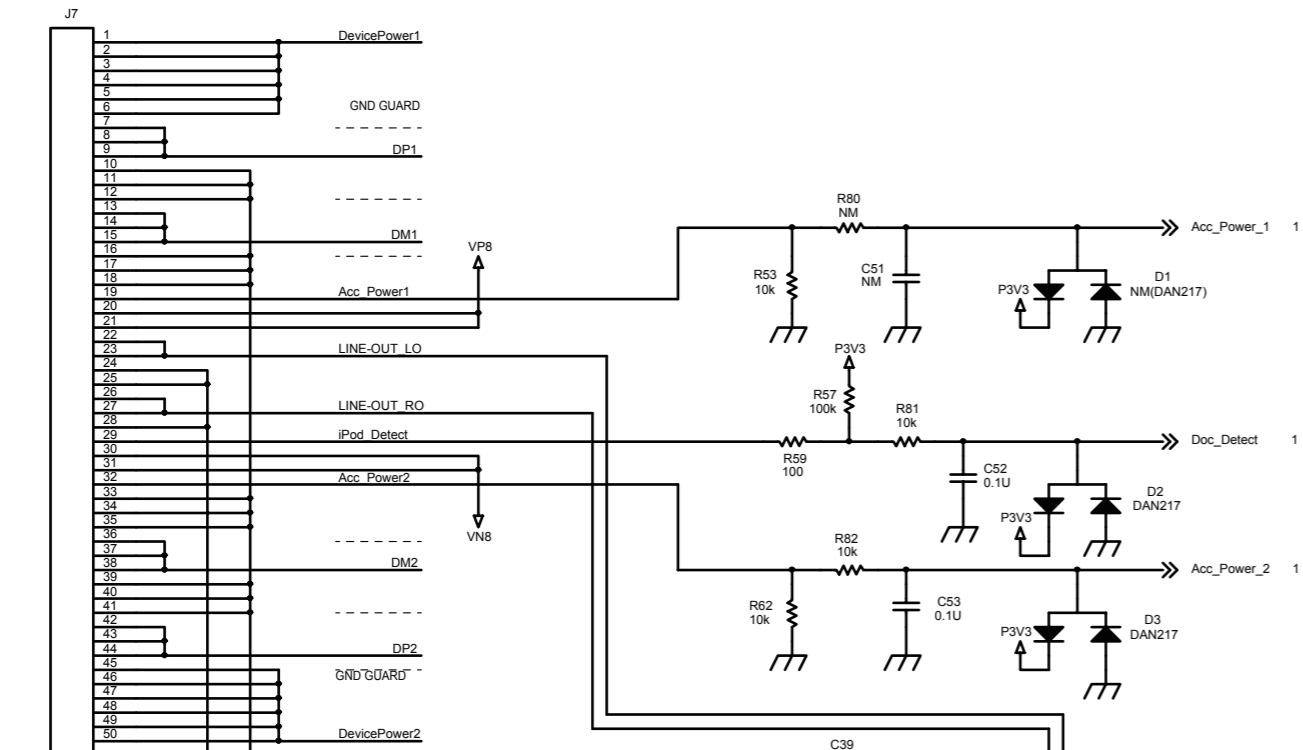 J7
1
DevicePower1
2
3
4
5
6
GND GUARD
7
8
9
DP1
10
11
12
13
14
15
DM1
16
17
18
19
Acc_Power1
20
21
VP8
22
23
LINE-OUT_LO
24
25
26
27
LINE-OUT_RO
28
29
iPod_Detect
30
31
32
Acc_Power2
33
34
35
VN8
36
37
38
DM2
39
40
41
42
43
44
DP2
45
GND GUARD
46
47
48
49
50
DevicePower2
R80
NM
Acc_Power_1 1
R53
10k
C51
NM
P3V3
D1
NM(DAN217)
P3V3
R57
100k
R81
10k
R59
100
Doc_Detect 1
C52
0.1U
P3V3
D2
DAN217
R82
10k
Acc_Power_2 1
R62
10k
C53
0.1U
P3V3
D3
DAN217
C39